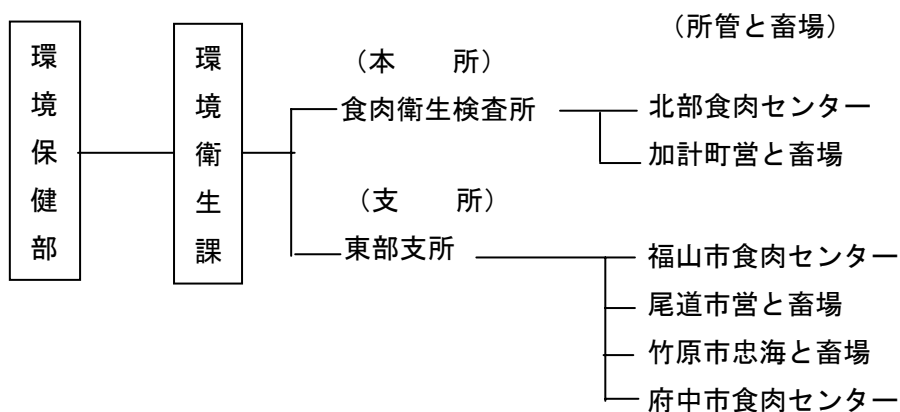 環境保健部
環境衛生課
(所管と畜場)
(本　　所)
食肉衛生検査所
北部食肉センター
加計町営と畜場
(支　　所)
東部支所
福山市食肉センター
尾道市営と畜場
竹原市忠海と畜場
府中市食肉センター